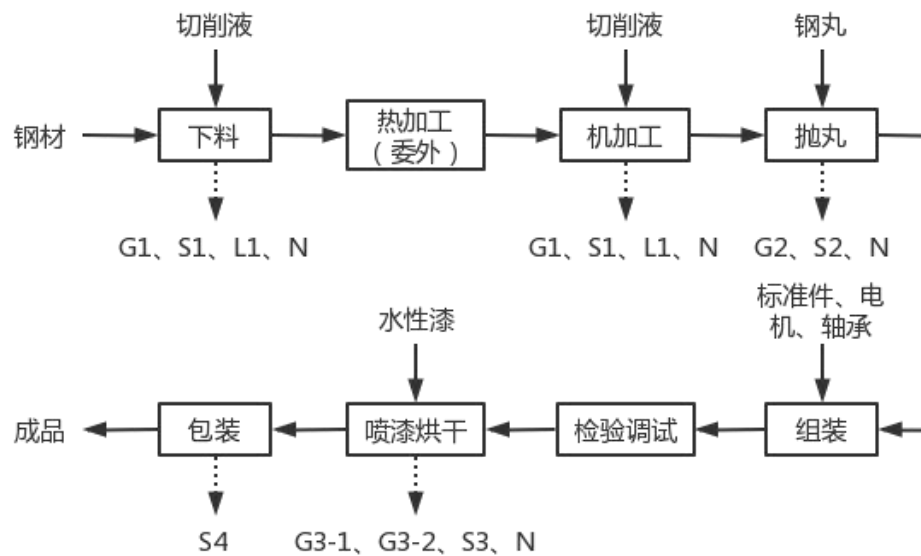 切削液
切削液
钢丸
钢材
下料
热加工
（委外）
机加工
抛丸
G1、S1、L1、N
G1、S1、L1、N
G2、S2、N
水性漆
标准件、电
机、轴承
成品
包装
喷漆烘干
检验调试
组装
S4
G3-1、G3-2、S3、N